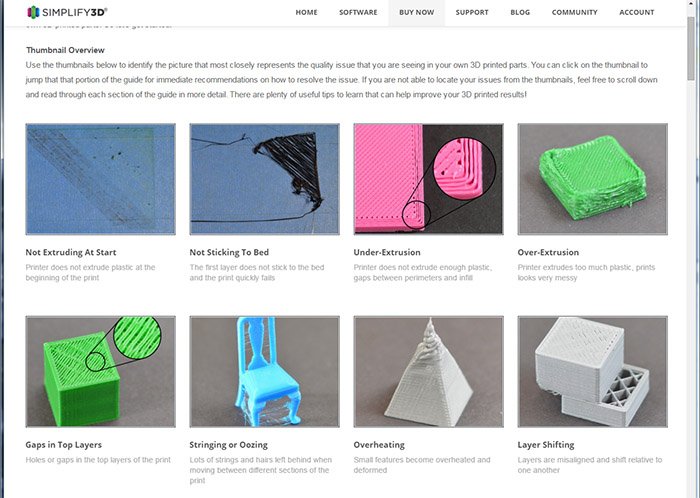 SIMPLIFY3D®
HOME SOFTWARE BUY NOW SUPPORT BLOG COMMUNITY ACCOUNT
Thumbnail Overview
Use the thumbnails below to identify the picture that most closely represents the quality issue that you are seeing in your own 3D printed parts. You can click on the thumbnail to
jump that that portion of the guide for immediate recommendations on how to resolve the issue. If you are not able to locate your issues from the thumbnails, feel free to scroll down
and read through each section of the guide in more detail. There are plenty of useful tips to learn that can help improve your 3D printed results!
Not Extruding At Start
Printer does not extrude plastic at the
beginning of the print
Not Sticking To Bed
The first layer does not stick to the bed
and the print quickly fails
Under-Extrusion
Printer does not extrude enough plastic,
gaps between perimeters and infill
Over-Extrusion
Printer extrudes too much plastic, prints
looks very messy
Gaps in Top Layers
Holes or gaps in the top layers of the print
Stringing or Oozing
Lots of strings and hairs left behind when
moving between different sections of the
print
Overheating
Small features become overheated and
deformed
Layer Shifting
Layers are misaligned and shift relative to
one another